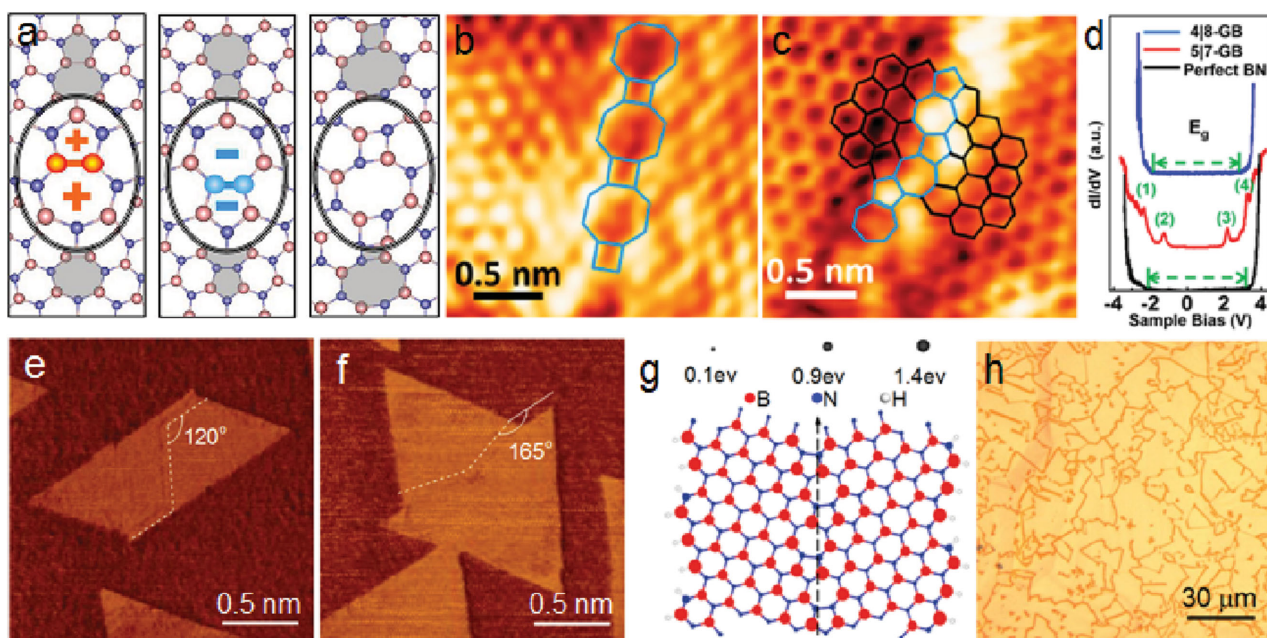 a
b
c
d
4|8-GB
5|7-GB
Perfect BN
E_g
(1)
(2)
(3)
(4)
dI/dV (a.u.)
-4
-2
0
2
4
Sample Bias (V)
0.5 nm
0.5 nm
e
120°
0.5 nm
f
165°
0.5 nm
g
0.1ev 0.9ev 1.4ev
B N H
h
30 μm